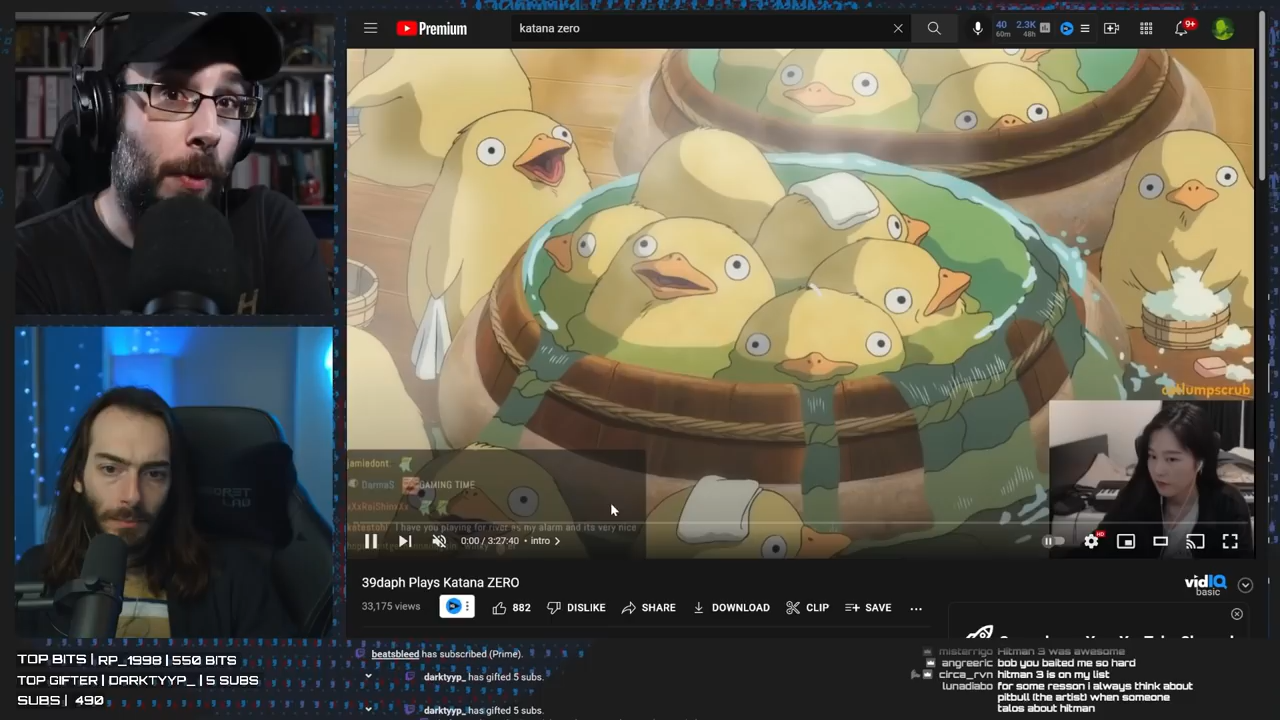 Premium
katana zero
40
60m
2.3K
48h
9+
jamiedont:
DarmaS
GAMING TIME
I have you playing for river as my alarm and its very nice
0:00 / 3:27:40 • intro
HD
39daph Plays Katana ZERO
33,175 views
882
DISLIKE
SHARE
DOWNLOAD
CLIP
SAVE
vidIQ
basic
TOP BITS | RP_1998 | 550 BITS
TOP GIFTER | DARKTYYP_ | 5 SUBS
SUBS | 490
beatsbleed has subscribed (Prime).
darktyyp_ has gifted 5 subs.
darktyyp_ has gifted 5 subs.
misterrigo Hitman 3 was awesome
angreeric bob you baited me so hard
circa_rvn hitman 3 is on my list
lunadiabo for some resson i always think about
pitbull (the artist) when someone
talos about hitman